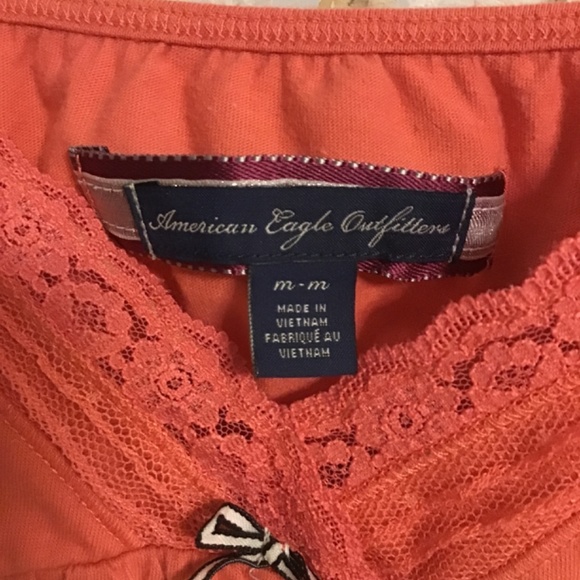 American Eagle Outfitters
m-m
MADE IN
VIETNAM
FABRIQUÉ AU
VIETNAM